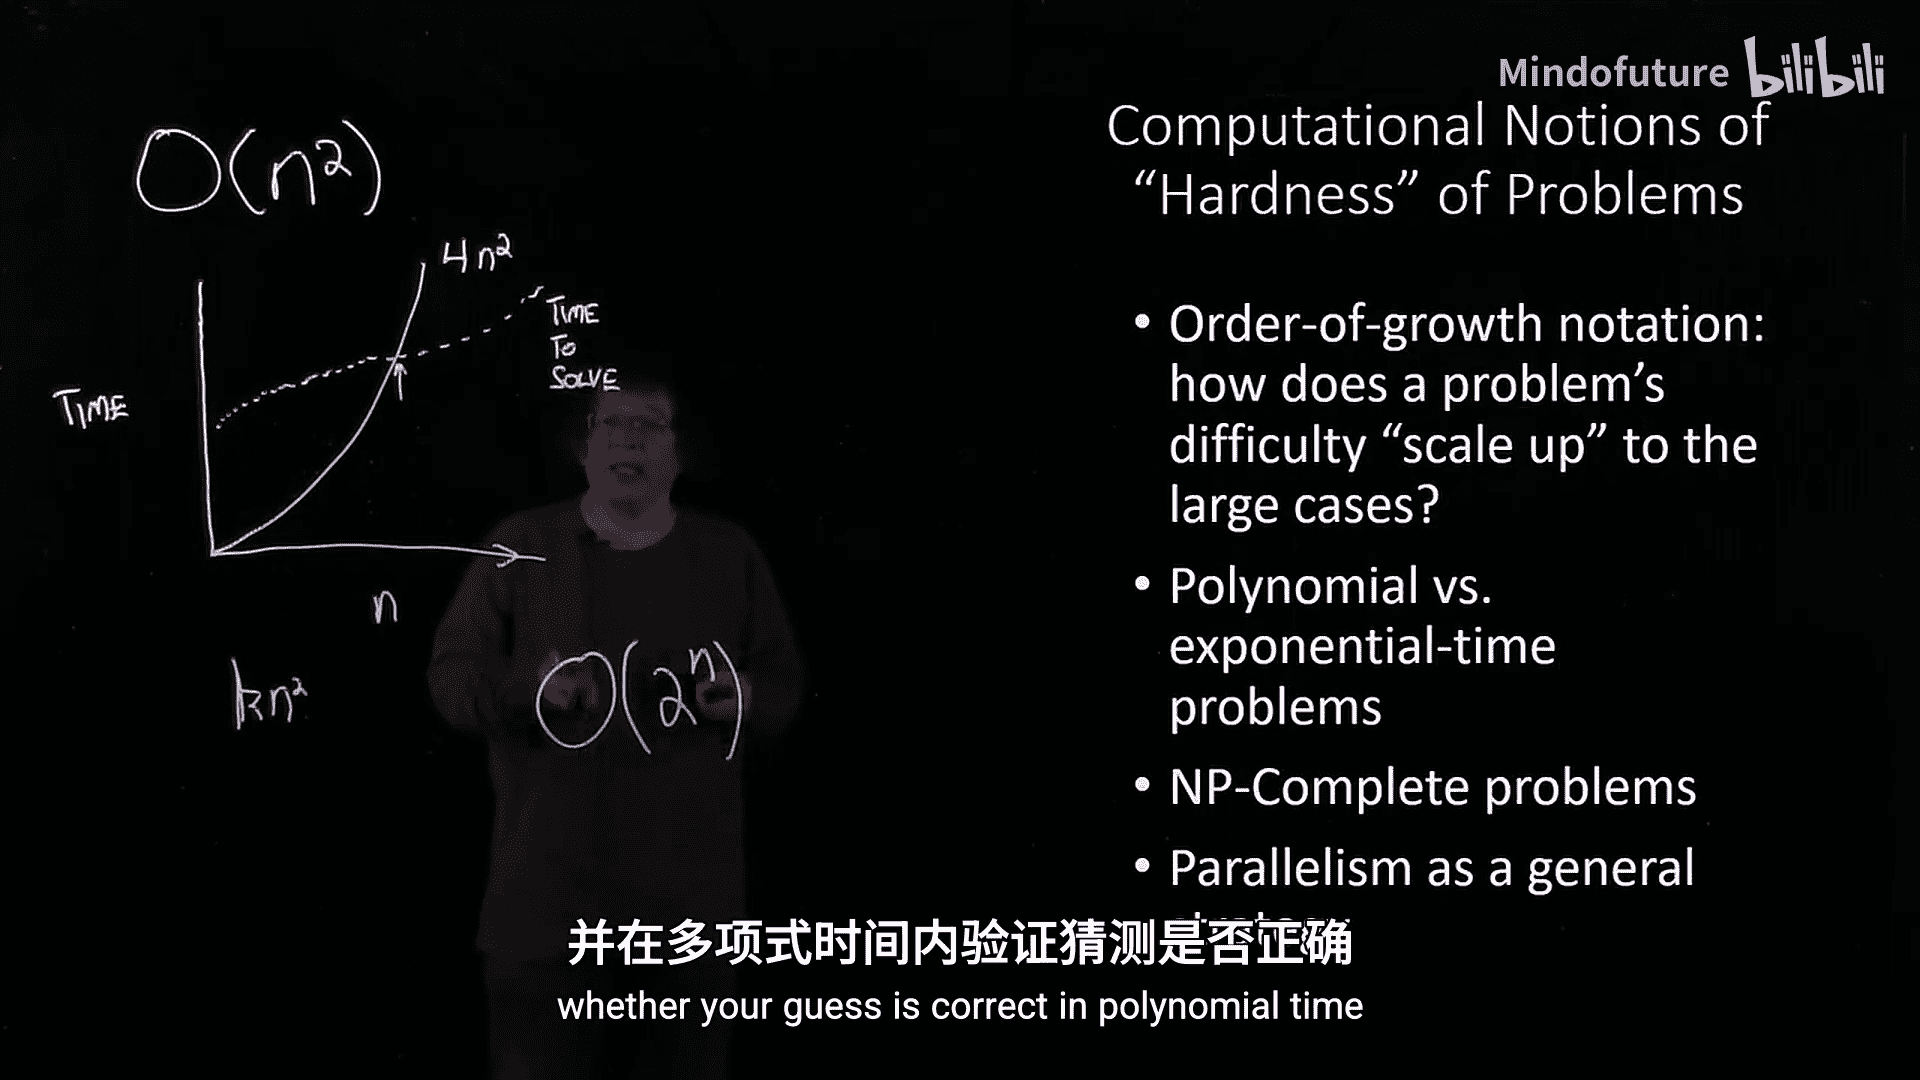 Mindofuture bilibili
Computational Notions of
“Hardness” of Problems
O(n²)
4n²
TIME
TO
SOLVE
TIME
n
kn²
O(2ⁿ)
• Order-of-growth notation:
how does a problem’s
difficulty “scale up” to the
large cases?
• Polynomial vs.
exponential-time
problems
• NP-Complete problems
• Parallelism as a general
并在多项式时间内验证猜测是否正确
whether your guess is correct in polynomial time